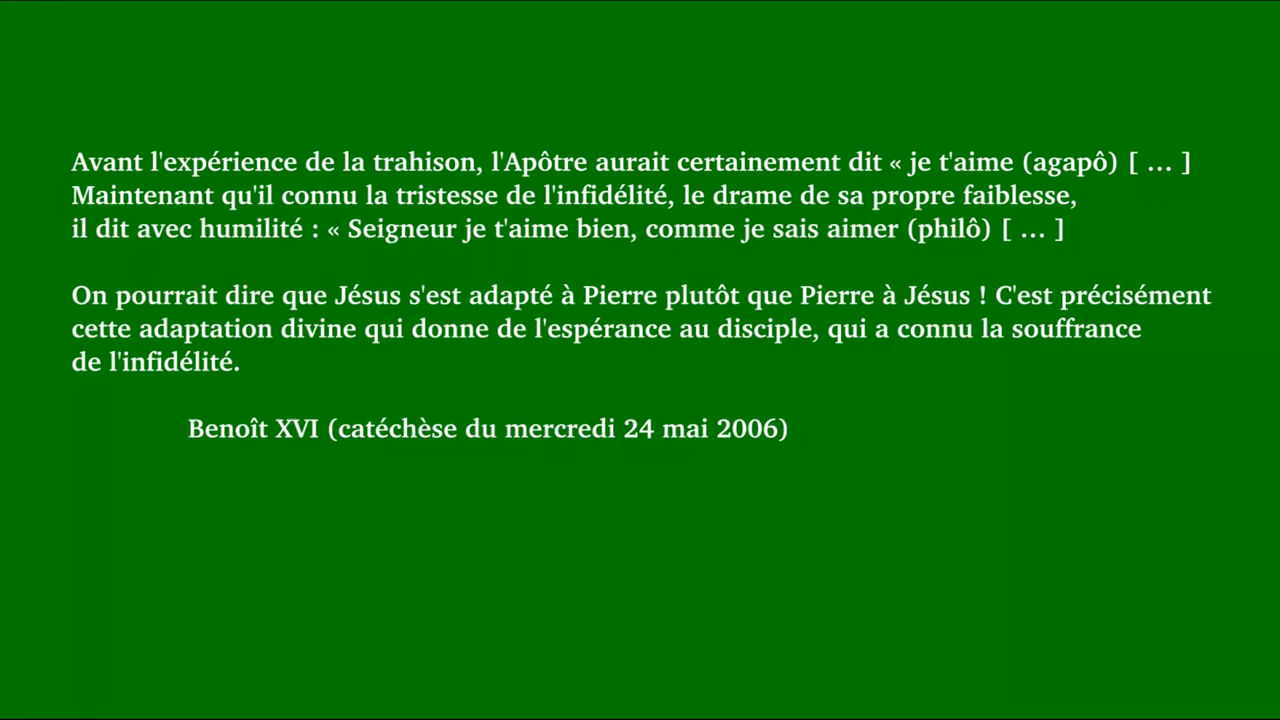 Avant l'expérience de la trahison, l'Apôtre aurait certainement dit « je t'aime (agapô) [ … ]
Maintenant qu'il connu la tristesse de l'infidélité, le drame de sa propre faiblesse,
il dit avec humilité : « Seigneur je t'aime bien, comme je sais aimer (philô) [ … ]
On pourrait dire que Jésus s'est adapté à Pierre plutôt que Pierre à Jésus ! C'est précisément
cette adaptation divine qui donne de l'espérance au disciple, qui a connu la souffrance
de l'infidélité.
Benoît XVI (catéchèse du mercredi 24 mai 2006)